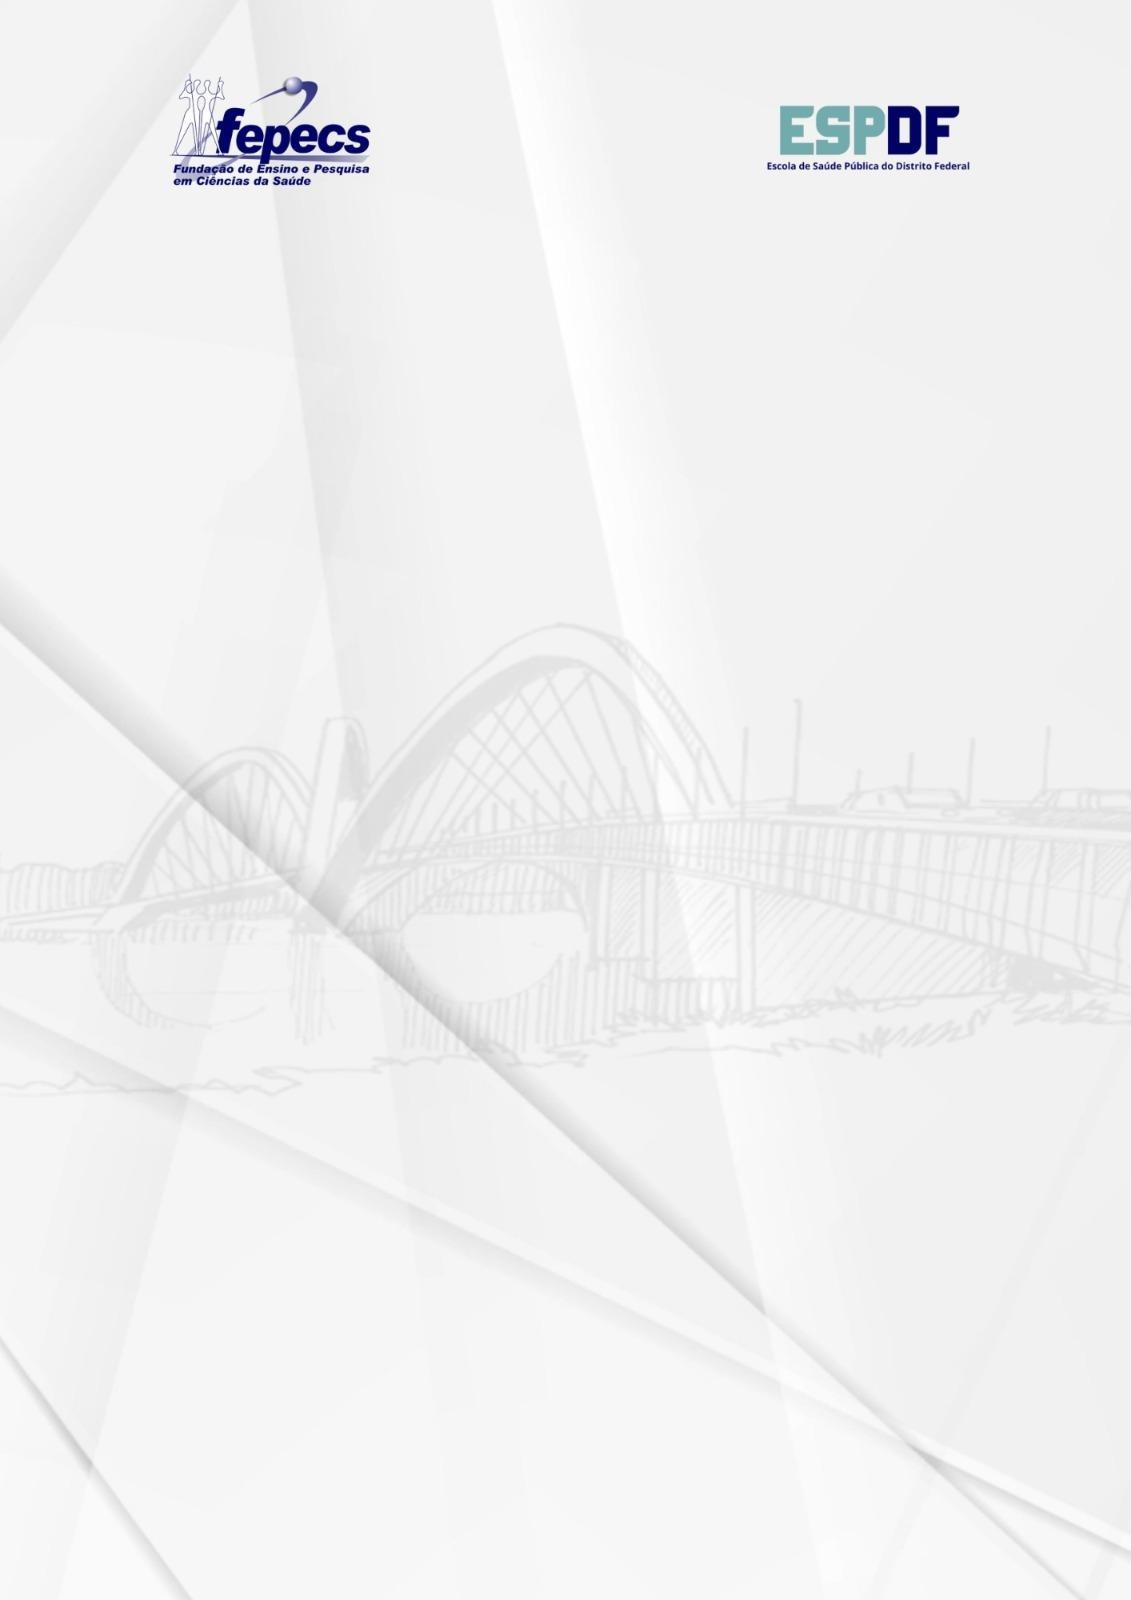 fepecs
Fundação de Ensino e Pesquisa
em Ciências da Saúde
ESPDF
Escola de Saúde Pública do Distrito Federal